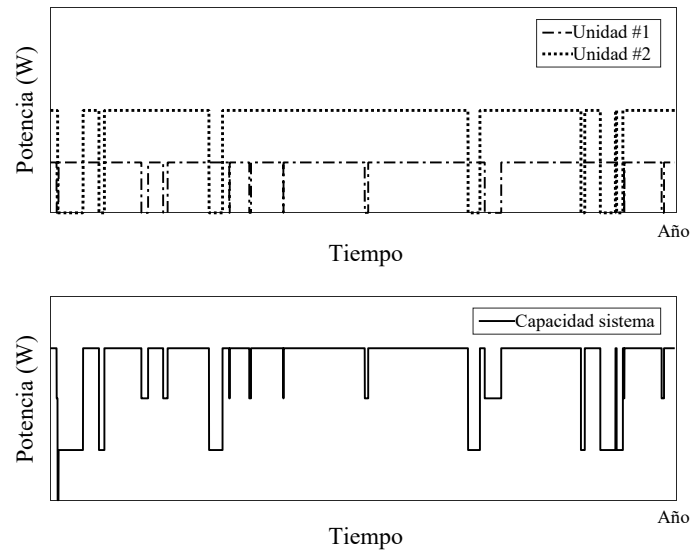 Unidad #1
Unidad #2
Potencia (W)
Año
Tiempo
Capacidad sistema
Potencia (W)
Año
Tiempo